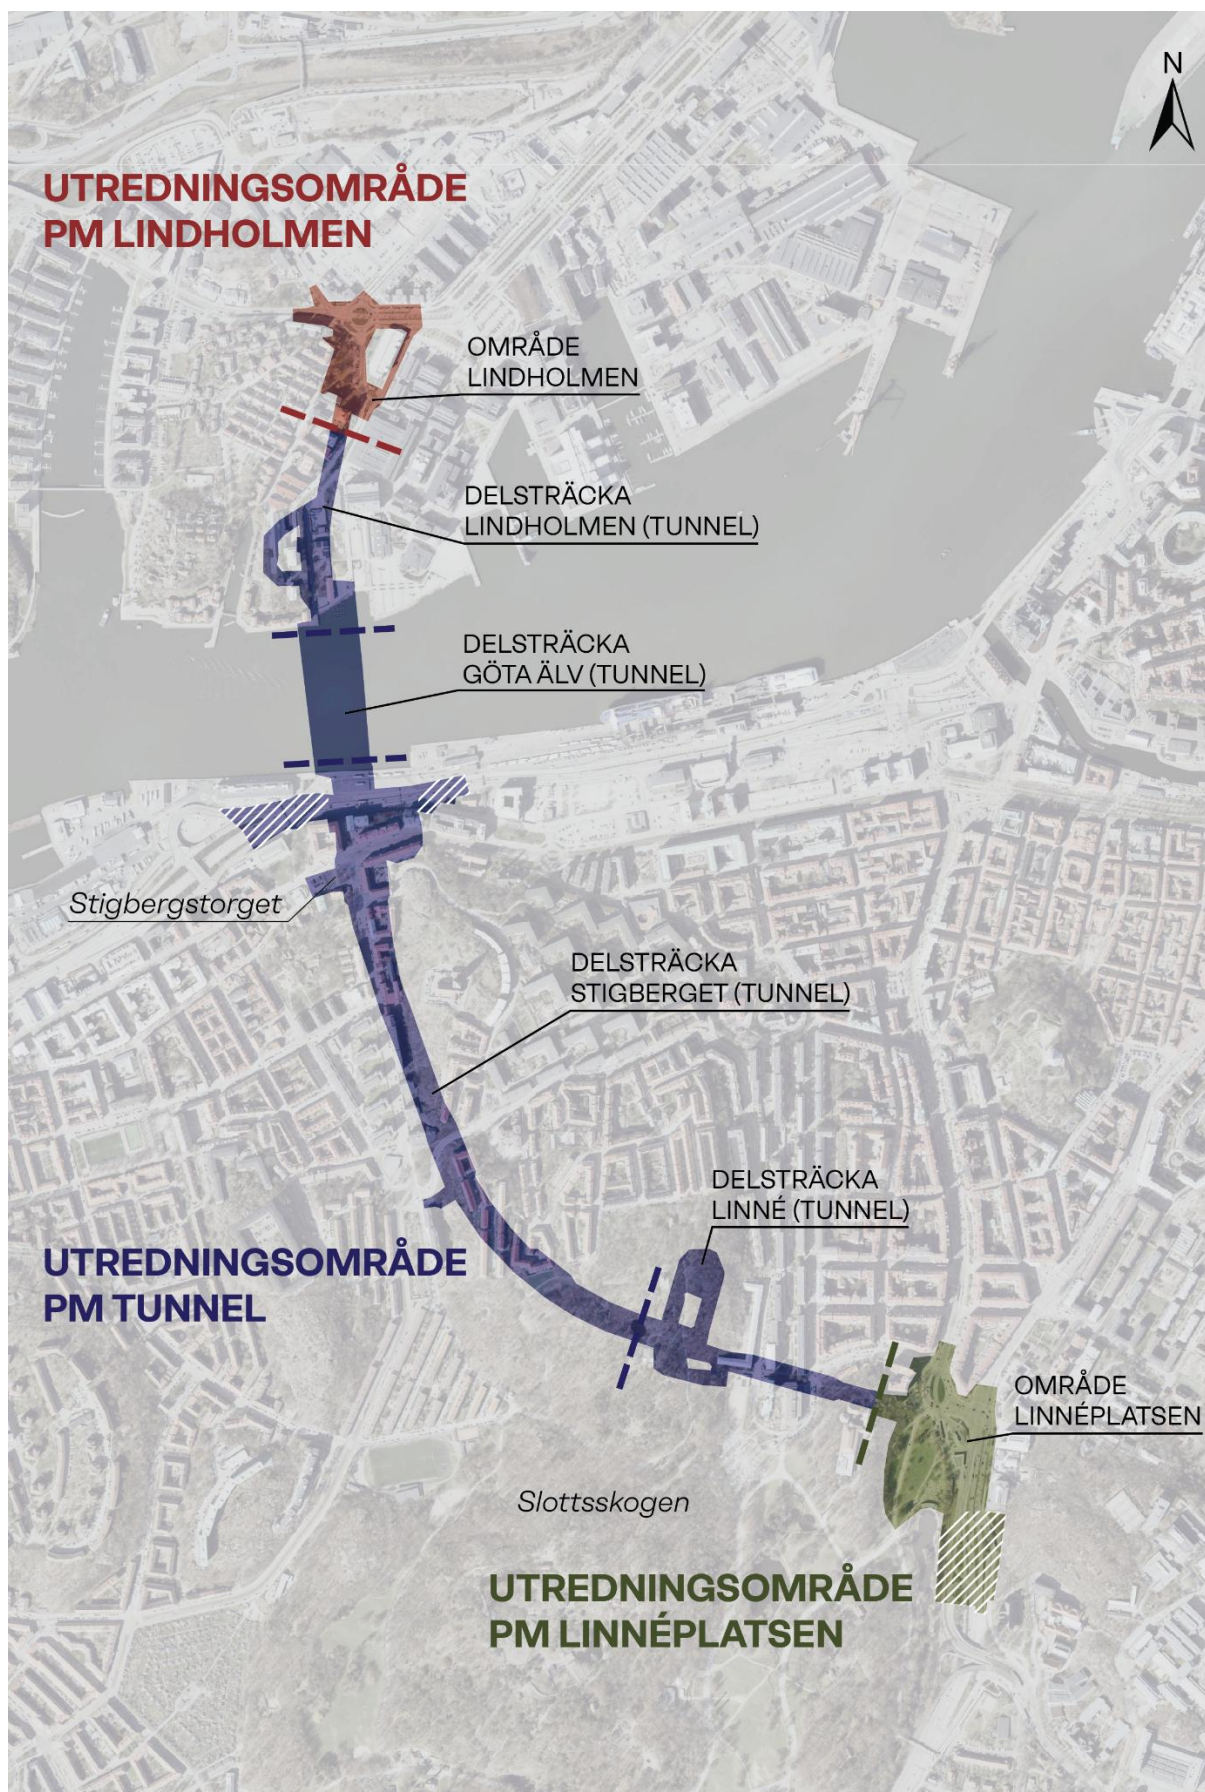 N
UTREDNINGSOMRÅDE
PM LINDHOLMEN
OMRÅDE
LINDHOLMEN
DELSTRÄCKA
LINDHOLMEN (TUNNEL)
DELSTRÄCKA
GÖTA ÄLV (TUNNEL)
Stigbergstorget
DELSTRÄCKA
STIGBERGET (TUNNEL)
DELSTRÄCKA
LINNÉ (TUNNEL)
UTREDNINGSOMRÅDE
PM TUNNEL
OMRÅDE
LINNÉPLATSEN
Slottsskogen
UTREDNINGSOMRÅDE
PM LINNÉPLATSEN